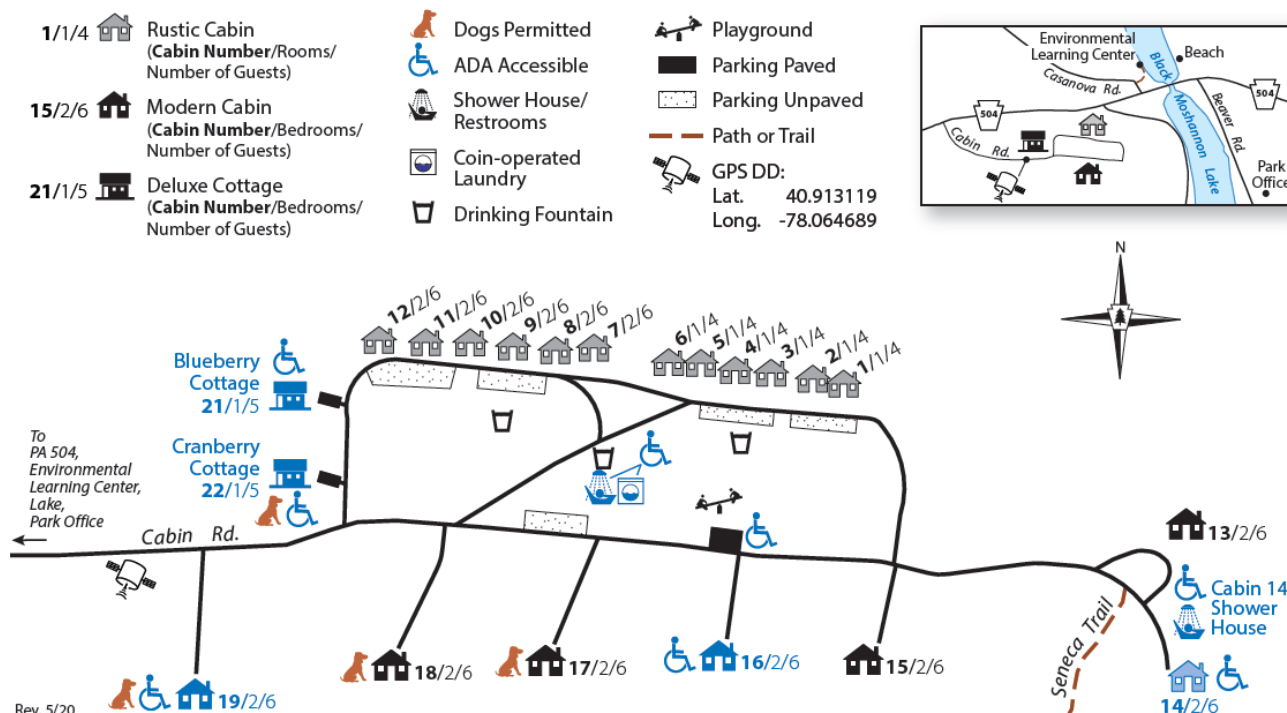 1/1/4 Rustic Cabin
(Cabin Number/Rooms/
Number of Guests)
15/2/6 Modern Cabin
(Cabin Number/Bedrooms/
Number of Guests)
21/1/5 Deluxe Cottage
(Cabin Number/Bedrooms/
Number of Guests)
Dogs Permitted
ADA Accessible
Shower House/
Restrooms
Coin-operated
Laundry
Drinking Fountain
Playground
Parking Paved
Parking Unpaved
Path or Trail
GPS DD:
Lat. 40.913119
Long. -78.064689
Environmental
Learning Center
Beach
Casanova Rd.
Black
Moshannon
Lake
504
504
Beaver Rd.
Cabin Rd.
Park
Office
N
12/2/6
11/2/6
10/2/6
9/2/6
8/2/6
7/2/6
6/1/4
5/1/4
4/1/4
3/1/4
2/1/4
1/1/4
Blueberry
Cottage
21/1/5
Cranberry
Cottage
22/1/5
To
PA 504,
Environmental
Learning Center,
Lake,
Park Office
Cabin Rd.
13/2/6
Cabin 14
Shower
House
Seneca Trail
14/2/6
15/2/6
16/2/6
17/2/6
18/2/6
19/2/6
Rev. 5/20